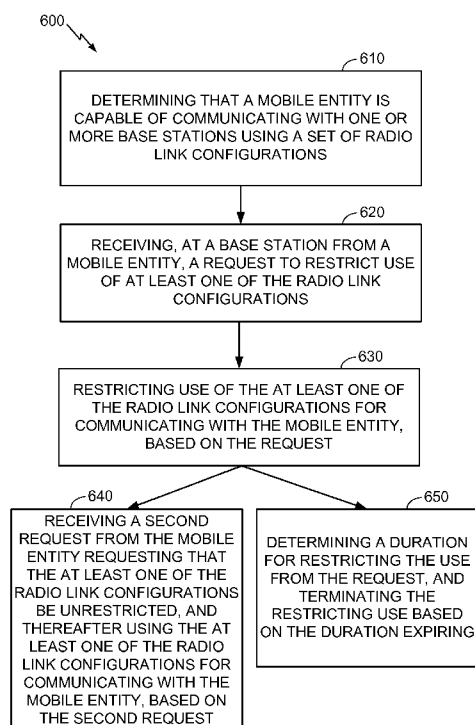 600
610
DETERMINING THAT A MOBILE ENTITY IS
CAPABLE OF COMMUNICATING WITH ONE OR
MORE BASE STATIONS USING A SET OF RADIO
LINK CONFIGURATIONS
620
RECEIVING, AT A BASE STATION FROM A
MOBILE ENTITY, A REQUEST TO RESTRICT USE
OF AT LEAST ONE OF THE RADIO LINK
CONFIGURATIONS
630
RESTRICTING USE OF THE AT LEAST ONE OF
THE RADIO LINK CONFIGURATIONS FOR
COMMUNICATING WITH THE MOBILE ENTITY,
BASED ON THE REQUEST
640
RECEIVING A SECOND
REQUEST FROM THE MOBILE
ENTITY REQUESTING THAT
THE AT LEAST ONE OF THE
RADIO LINK CONFIGURATIONS
BE UNRESTRICTED, AND
THEREAFTER USING THE AT
LEAST ONE OF THE RADIO
LINK CONFIGURATIONS FOR
COMMUNICATING WITH THE
MOBILE ENTITY, BASED ON
THE SECOND REQUEST
650
DETERMINING A DURATION
FOR RESTRICTING THE USE
FROM THE REQUEST, AND
TERMINATING THE
RESTRICTING USE BASED
ON THE DURATION EXPIRING